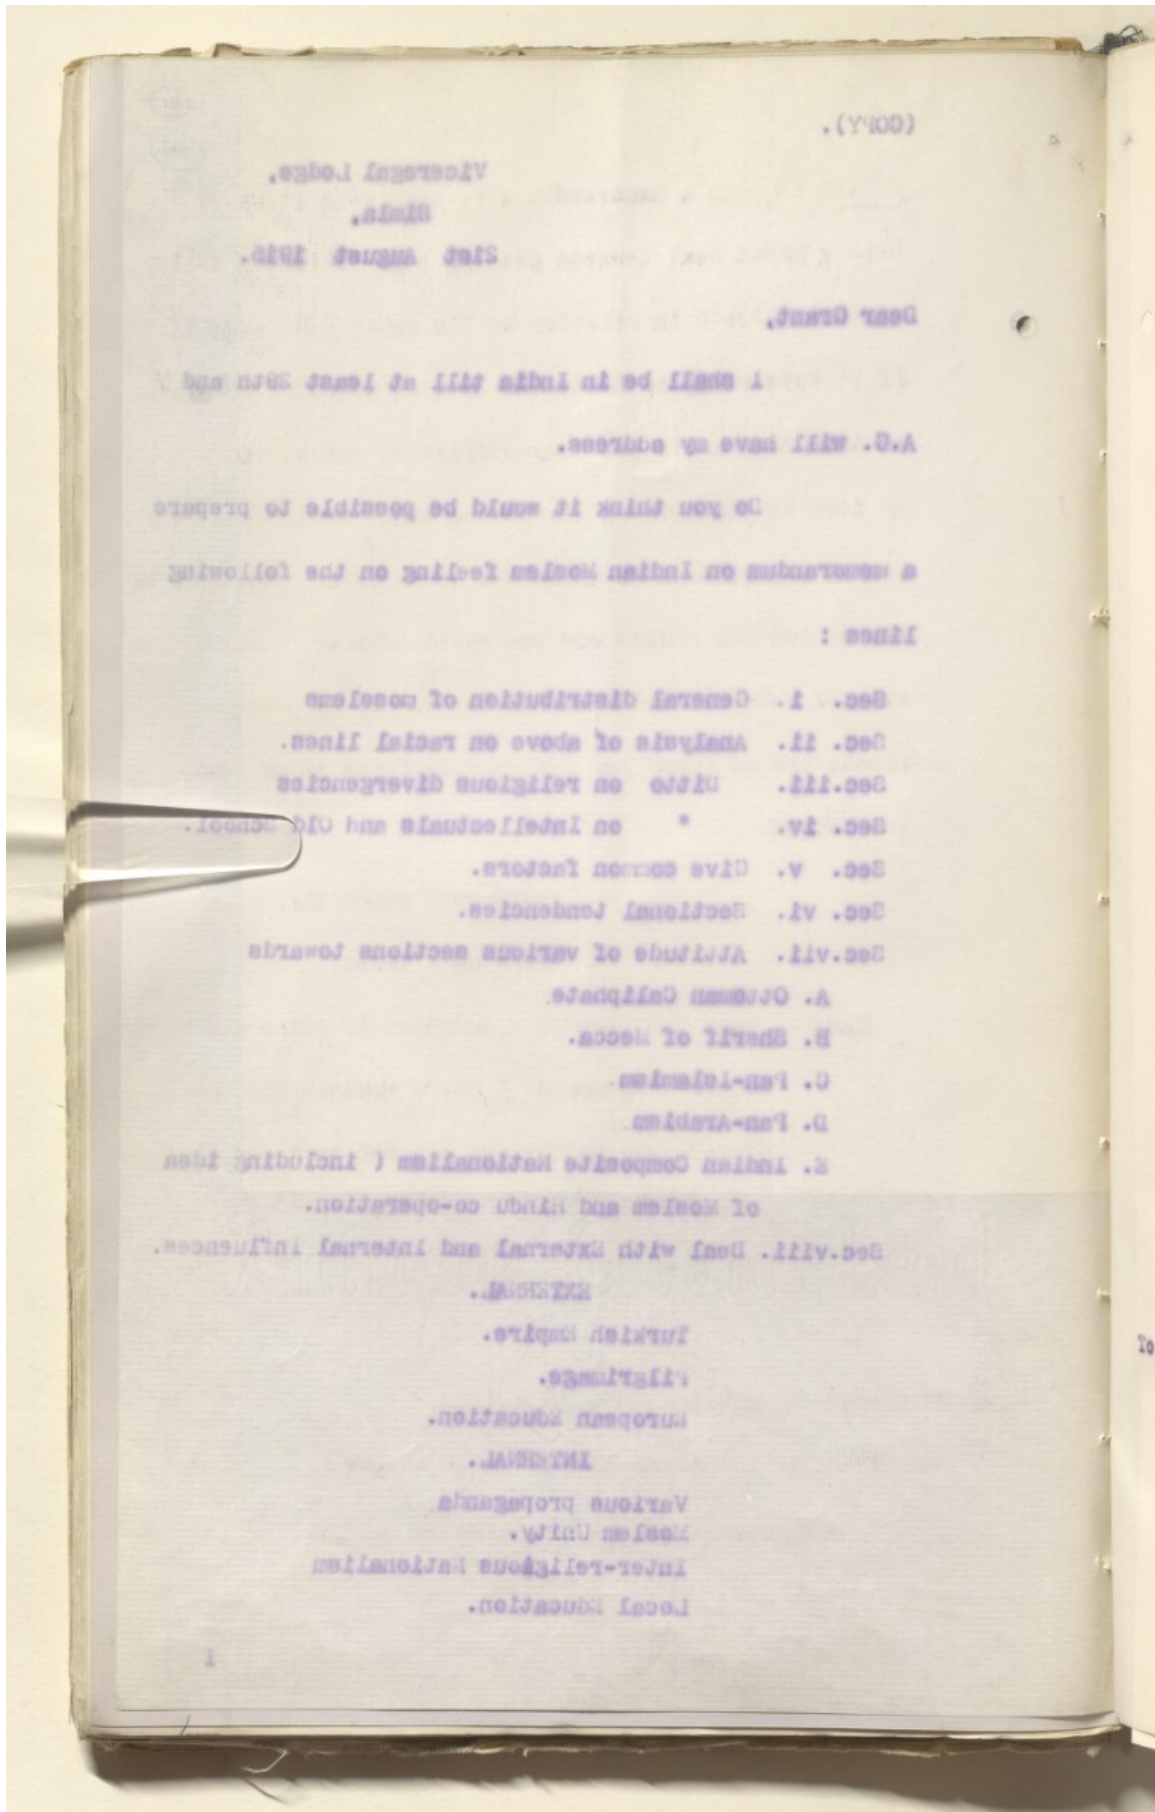 (COPY).
Viceregal Lodge,
Simla,
21st August 1915.
Dear Grant,
I shall be in India till at least 29th and
A.G. will have my address.
Do you think it would be possible to prepare
a memorandum on Indian Moslem feeling on the following
lines :
Sec. i. General distribution of moselems
Sec. ii. Analysis of above on racial lines.
Sec.iii. Ditto on religious divergencies
Sec. iv. " on Intellectuals and Old School.
Sec. v. Give common factors.
Sec. vi. Sectional tendencies.
Sec.vii. Attitude of various sections towards
A. Ottoman Caliphate
B. Sherif of Mecca.
C. Pan-Islamism
D. Pan-Arabism
E. Indian Composite Nationalism ( including idea
of Moslem and Hindu co-operation.
Sec.viii. Deal with External and Internal influences.
EXTERNAL.
Turkish Empire.
Pilgrimage.
European Education.
INTERNAL.
Various propaganda
Moslem Unity.
Inter-religious Nationalism
Local Education.
1
To